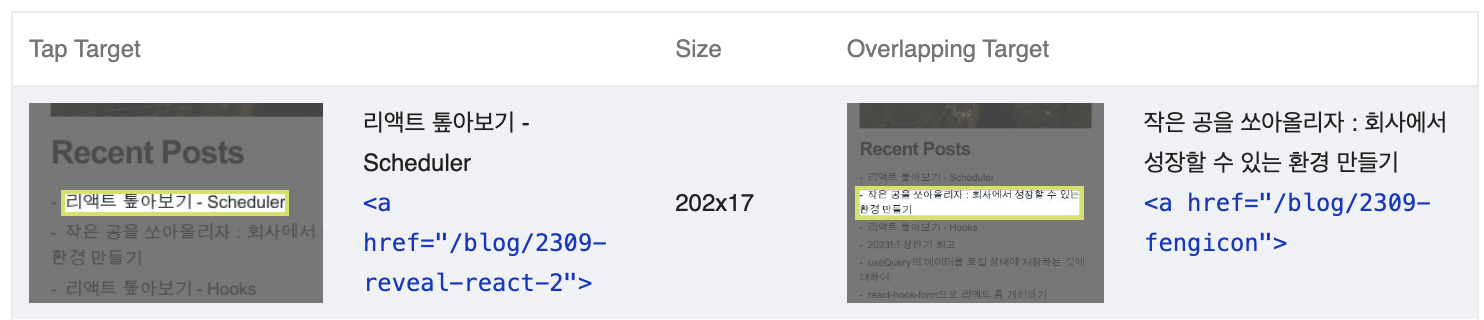 Tap Target
Size
Overlapping Target
Recent Posts
- 리액트 톺아보기 - Scheduler
- 작은 공을 쏘아올리자 : 회사에서
환경 만들기
- 리액트 톺아보기 - Hooks
리액트 톺아보기 -
Scheduler
<a
href="/blog/2309-
reveal-react-2">
202x17
Recent Posts
- 리액트 톺아보기 - Scheduler
- 작은 공을 쏘아올리자 : 회사에서 성장할 수 있는
환경 만들기
- 리액트 톺아보기 - Hooks
- 2023년 상반기 회고
- useQuery의 데이터를 로컬 상태에 저장하는 것에
대하여
- react-hook-form으로 리액트 폼 개선하기
작은 공을 쏘아올리자 : 회사에서
성장할 수 있는 환경 만들기
<a href="/blog/2309-
fengicon">